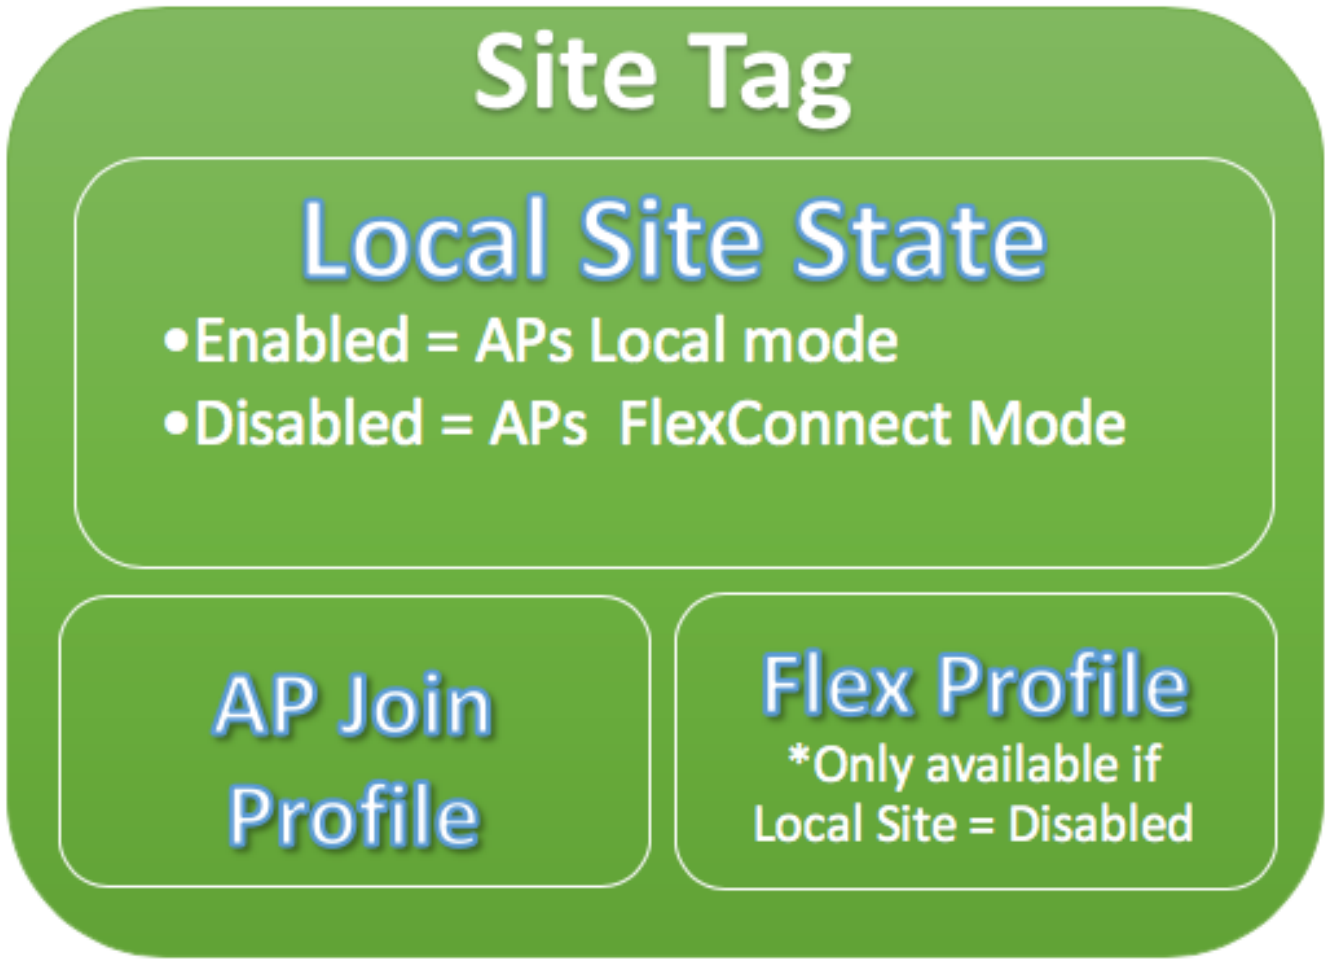 Site Tag
Local Site State
•Enabled = APs Local mode
•Disabled = APs  FlexConnect Mode
AP Join
Profile
Flex Profile
*Only available if
Local Site = Disabled